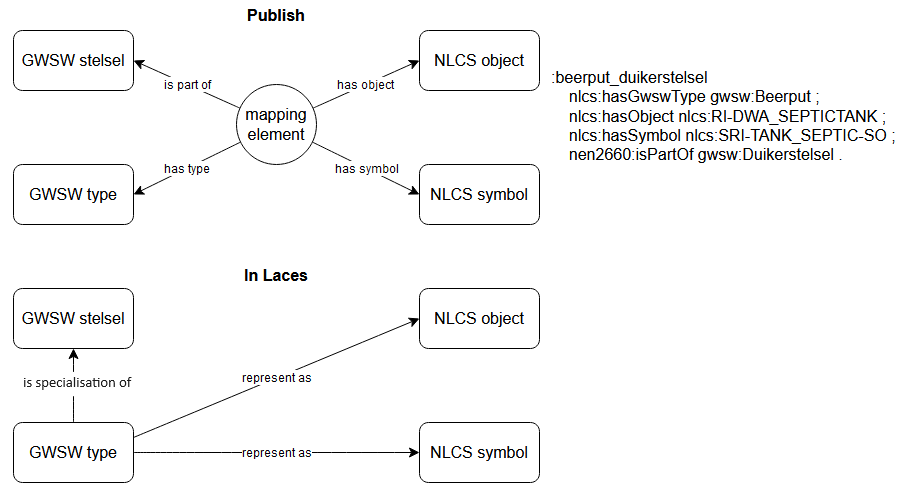 Publish
GWSW stelsel
NLCS object
is part of
has object
mapping
element
has type
has symbol
GWSW type
NLCS symbol
:beerput_duikerstelsel
nlcs:hasGwswType gwsw:Beerput ;
nlcs:hasObject nlcs:RI-DWA_SEPTICTANK ;
nlcs:hasSymbol nlcs:SRI-TANK_SEPTIC-SO ;
nen2660:isPartOf gwsw:Duikerstelsel .
In Laces
GWSW stelsel
NLCS object
is specialisation of
represent as
GWSW type
represent as
NLCS symbol